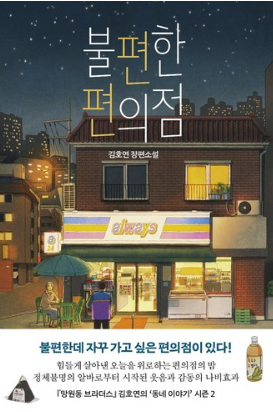 불편한
편의점
김호연 장편소설
always
불편한데 자꾸 가고 싶은 편의점이 있다!
힘들게 살아낸 오늘을 위로하는 편의점의 밤
정체불명의 알바로부터 시작된 웃음과 감동의 나비효과
『망원동 브라더스』 김호연의 '동네 이야기' 시즌 2